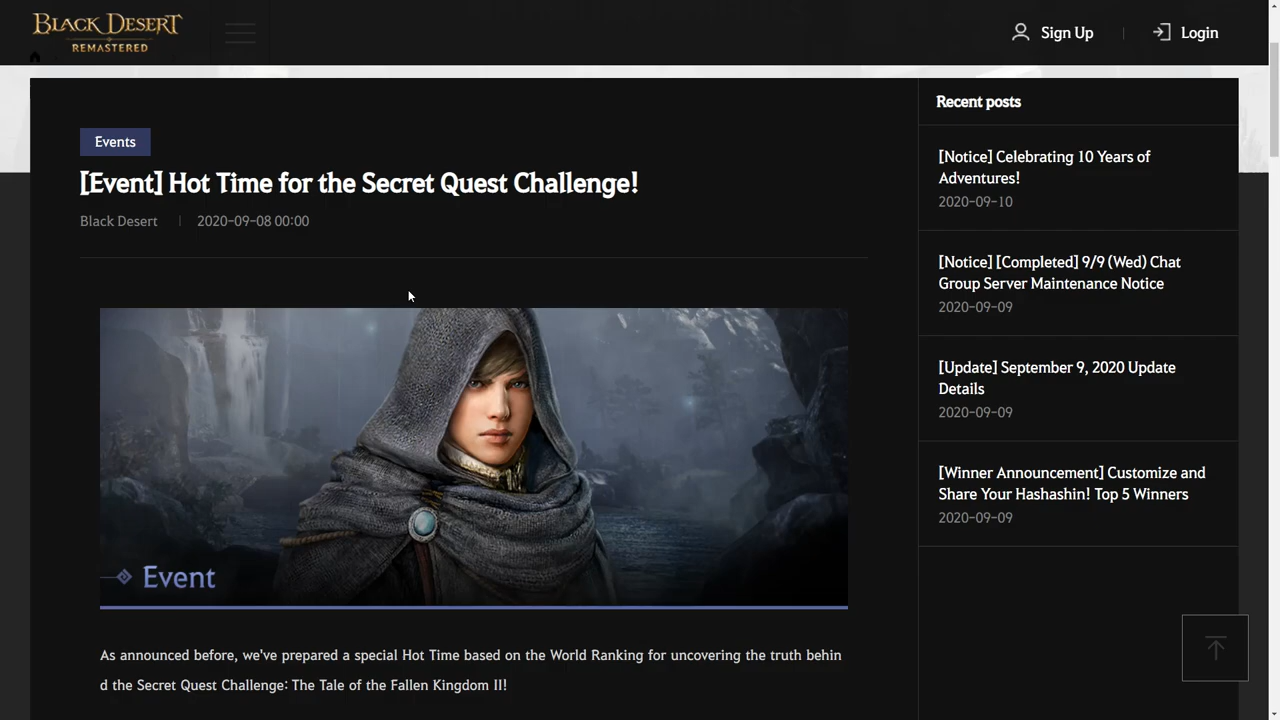 BLACK DESERT
REMASTERED
Sign Up
Login
Events
[Event] Hot Time for the Secret Quest Challenge!
Black Desert
2020-09-08 00:00
Event
As announced before, we've prepared a special Hot Time based on the World Ranking for uncovering the truth behin
d the Secret Quest Challenge: The Tale of the Fallen Kingdom II!
Recent posts
[Notice] Celebrating 10 Years of
Adventures!
2020-09-10
[Notice] [Completed] 9/9 (Wed) Chat
Group Server Maintenance Notice
2020-09-09
[Update] September 9, 2020 Update
Details
2020-09-09
[Winner Announcement] Customize and
Share Your Hashashin! Top 5 Winners
2020-09-09